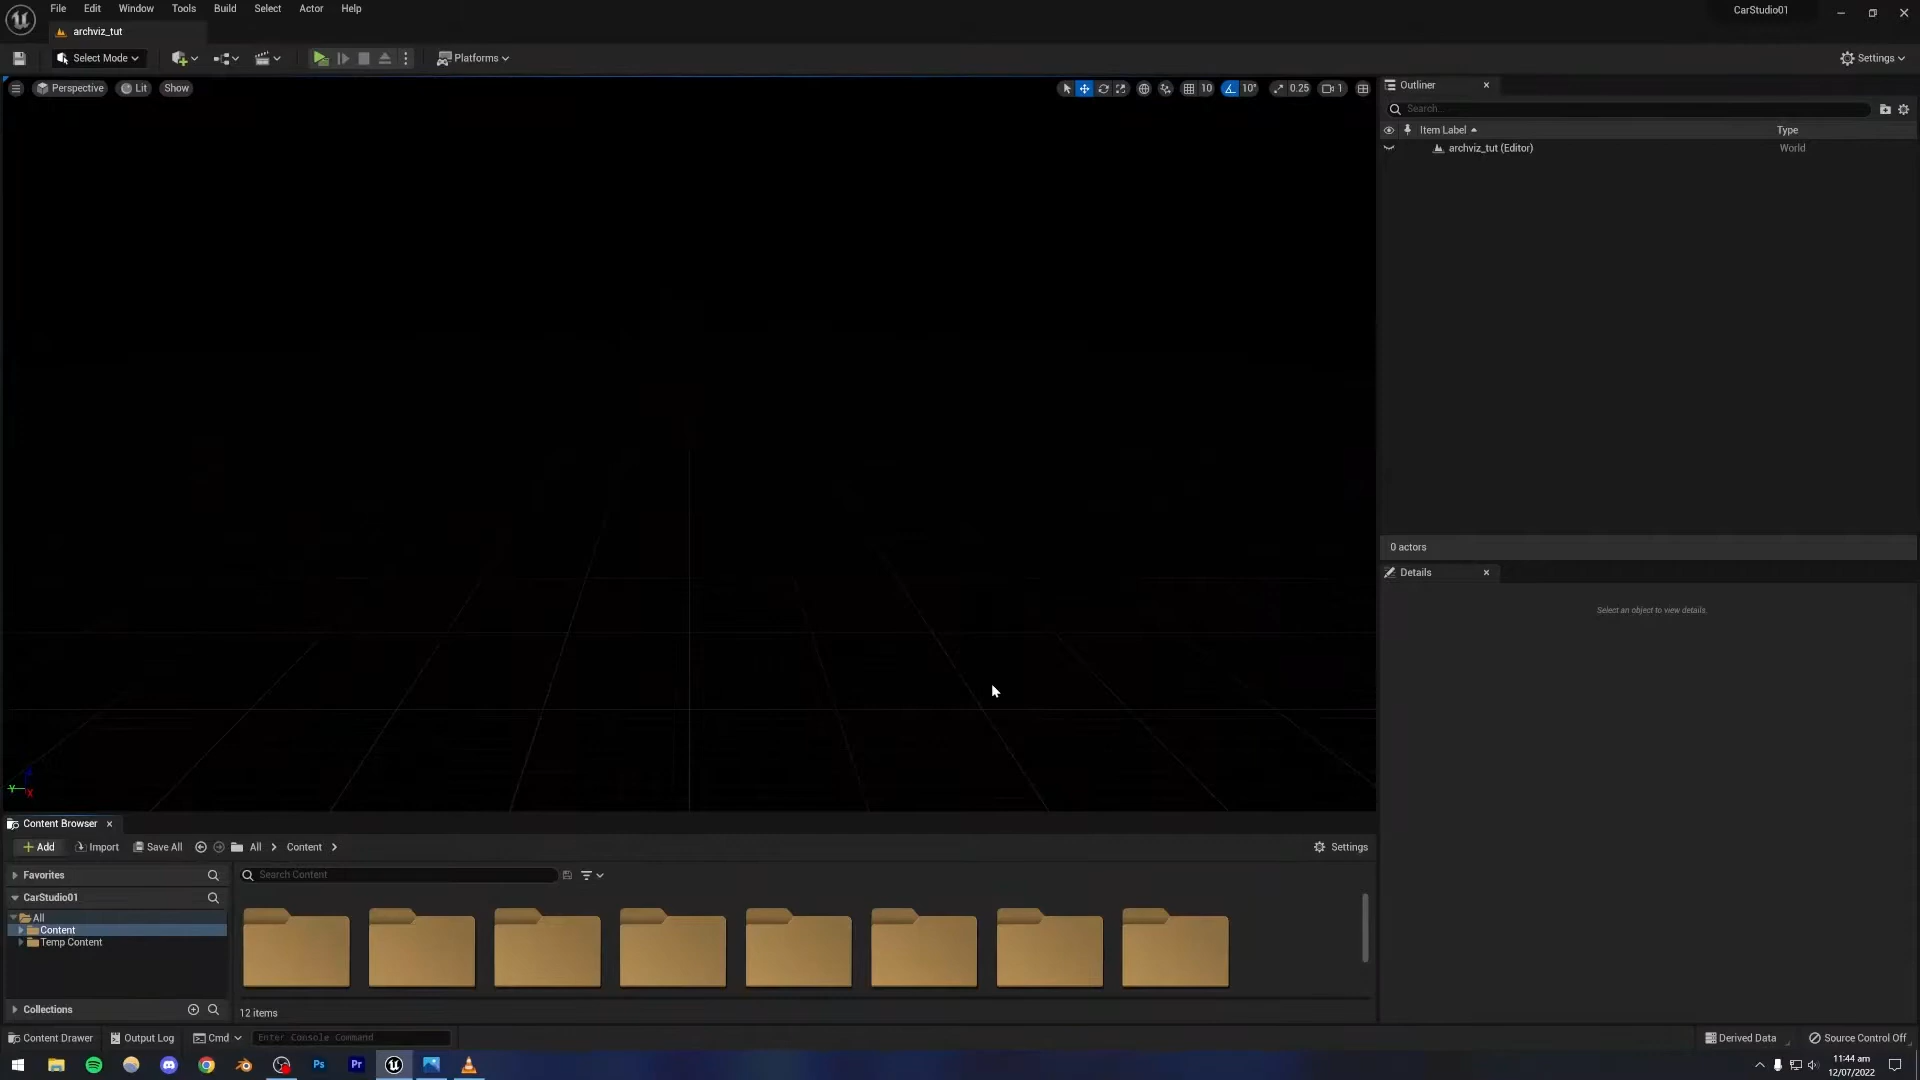 File Edit Window Tools Build Select Actor Help
CarStudio01
archviz_tut
Select Mode
Platforms
Settings
Perspective
Lit
Show
10
10°
0.25
1
Outliner
Search...
Item Label
Type
archviz_tut (Editor)
World
0 actors
Details
Select an object to view details.
Y
X
Content Browser
Add
Import
Save All
All
Content
Settings
Favorites
Search Content
CarStudio01
All
Content
Temp Content
Collections
12 items
Content Drawer
Output Log
Cmd
Enter Console Command
Derived Data
Source Control Off
Ps
Pr
11:44 am
12/07/2022